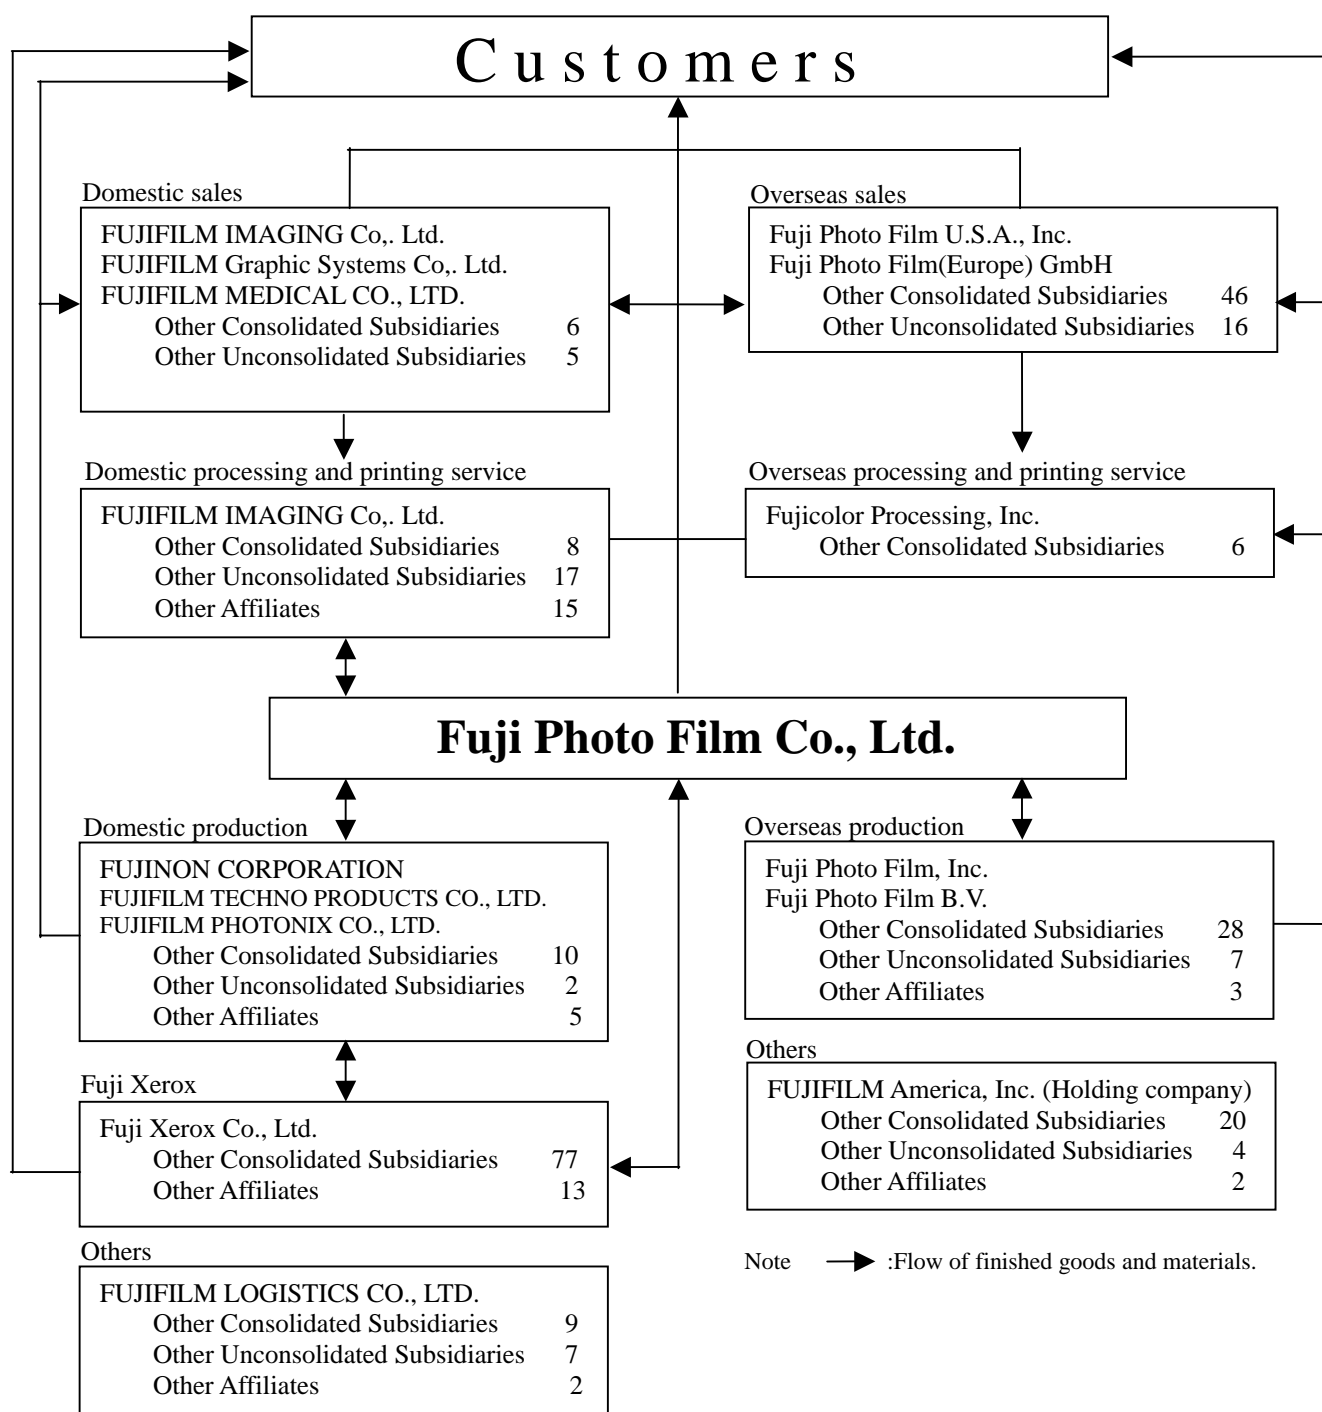 Customers
Domestic sales
FUJIFILM IMAGING Co,. Ltd.
FUJIFILM Graphic Systems Co,. Ltd.
FUJIFILM MEDICAL CO., LTD.
Other Consolidated Subsidiaries 6
Other Unconsolidated Subsidiaries 5
Overseas sales
Fuji Photo Film U.S.A., Inc.
Fuji Photo Film(Europe) GmbH
Other Consolidated Subsidiaries 46
Other Unconsolidated Subsidiaries 16
Domestic processing and printing service
FUJIFILM IMAGING Co,. Ltd.
Other Consolidated Subsidiaries 8
Other Unconsolidated Subsidiaries 17
Other Affiliates 15
Overseas processing and printing service
Fujicolor Processing, Inc.
Other Consolidated Subsidiaries 6
Fuji Photo Film Co., Ltd.
Domestic production
FUJINON CORPORATION
FUJIFILM TECHNO PRODUCTS CO., LTD.
FUJIFILM PHOTONIX CO., LTD.
Other Consolidated Subsidiaries 10
Other Unconsolidated Subsidiaries 2
Other Affiliates 5
Overseas production
Fuji Photo Film, Inc.
Fuji Photo Film B.V.
Other Consolidated Subsidiaries 28
Other Unconsolidated Subsidiaries 7
Other Affiliates 3
Fuji Xerox
Fuji Xerox Co., Ltd.
Other Consolidated Subsidiaries 77
Other Affiliates 13
Others
FUJIFILM America, Inc. (Holding company)
Other Consolidated Subsidiaries 20
Other Unconsolidated Subsidiaries 4
Other Affiliates 2
Others
FUJIFILM LOGISTICS CO., LTD.
Other Consolidated Subsidiaries 9
Other Unconsolidated Subsidiaries 7
Other Affiliates 2
Note :Flow of finished goods and materials.